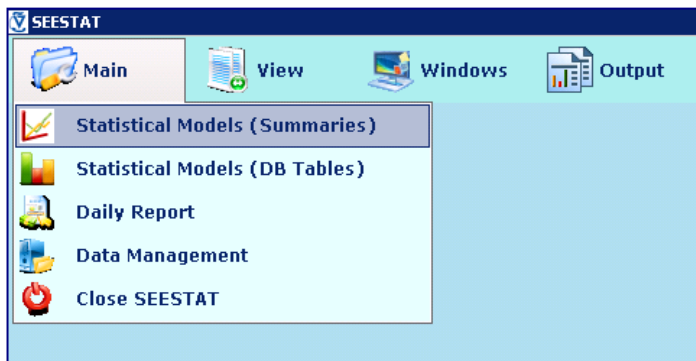 SEESTAT
Main View Windows Output
Statistical Models (Summaries)
Statistical Models (DB Tables)
Daily Report
Data Management
Close SEESTAT